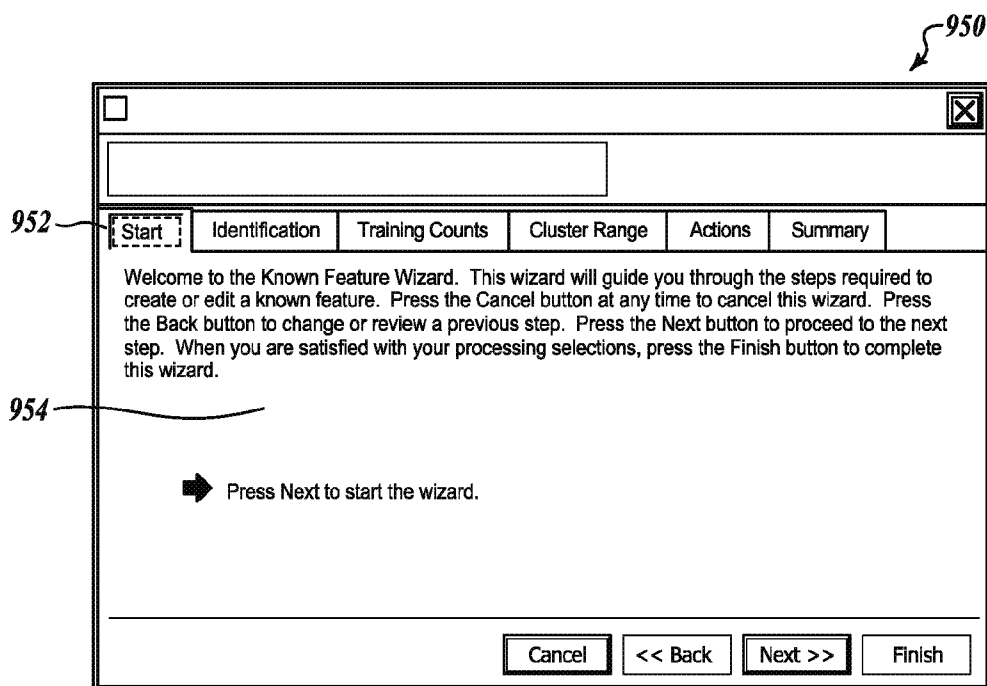 950
952
Start Identification Training Counts Cluster Range Actions Summary
Welcome to the Known Feature Wizard. This wizard will guide you through the steps required to
create or edit a known feature. Press the Cancel button at any time to cancel this wizard. Press
the Back button to change or review a previous step. Press the Next button to proceed to the next
step. When you are satisfied with your processing selections, press the Finish button to complete
this wizard.
954
Press Next to start the wizard.
Cancel << Back Next >> Finish